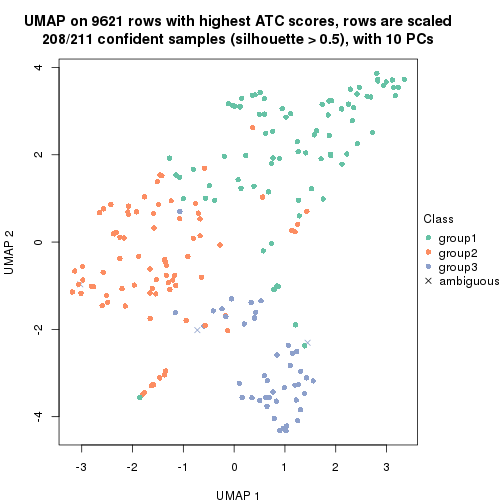 UMAP on 9621 rows with highest ATC scores, rows are scaled
208/211 confident samples (silhouette > 0.5), with 10 PCs
4
2
0
-2
-4
UMAP 2
-3 -2 -1 0 1 2 3
UMAP 1
Class
group1
group2
group3
ambiguous